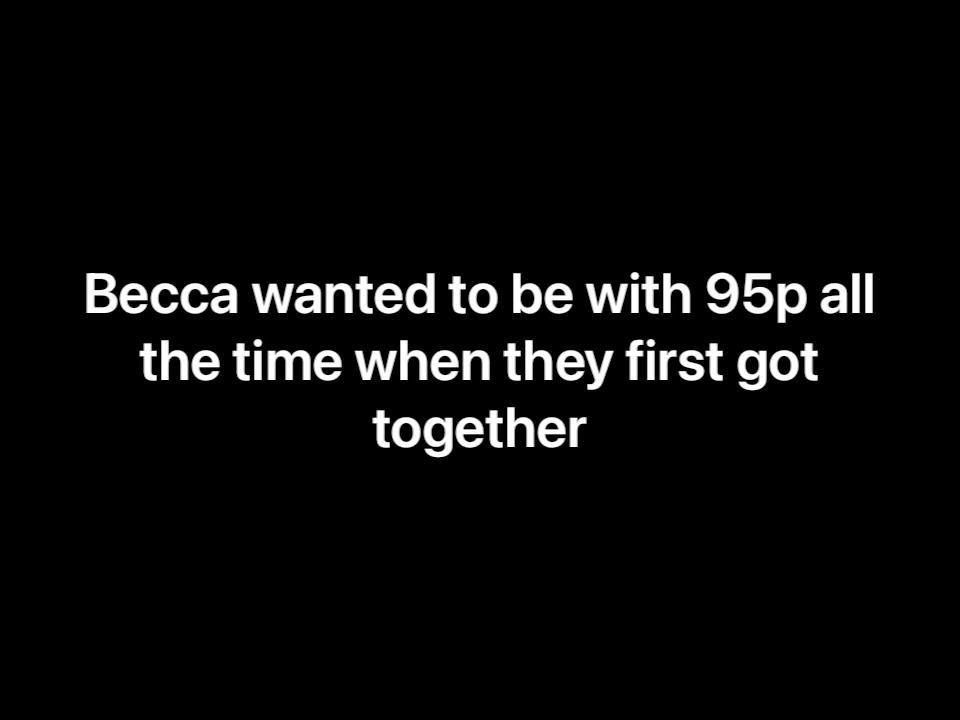 Becca wanted to be with 95p all
the time when they first got
together